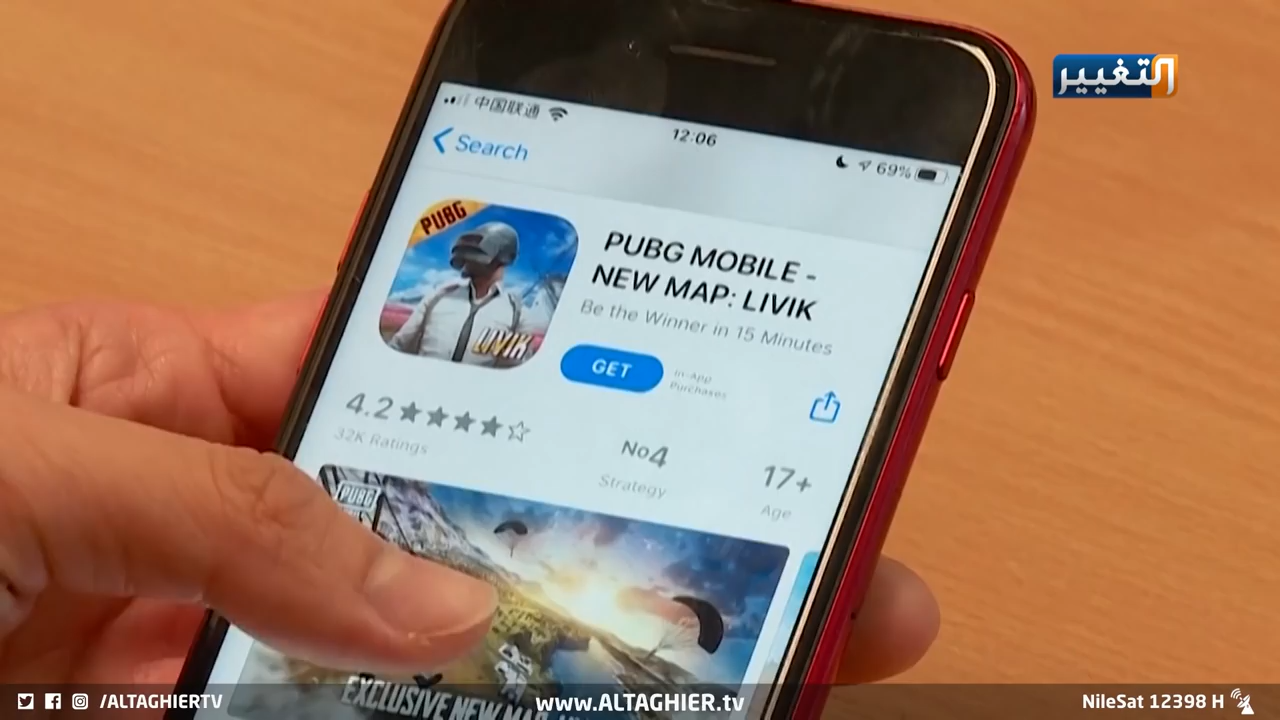 التغيير
中国联通
12:06
69%
Search
PUBG
LIVIK
PUBG MOBILE -
NEW MAP: LIVIK
Be the Winner in 15 Minutes
GET
In-App
Purchases
4.2
32K Ratings
No4
Strategy
17+
Age
PUBG
EXCLUSIVE NEW MAP:
/ALTAGHIERTV
www.ALTAGHIER.tv
NileSat 12398 H